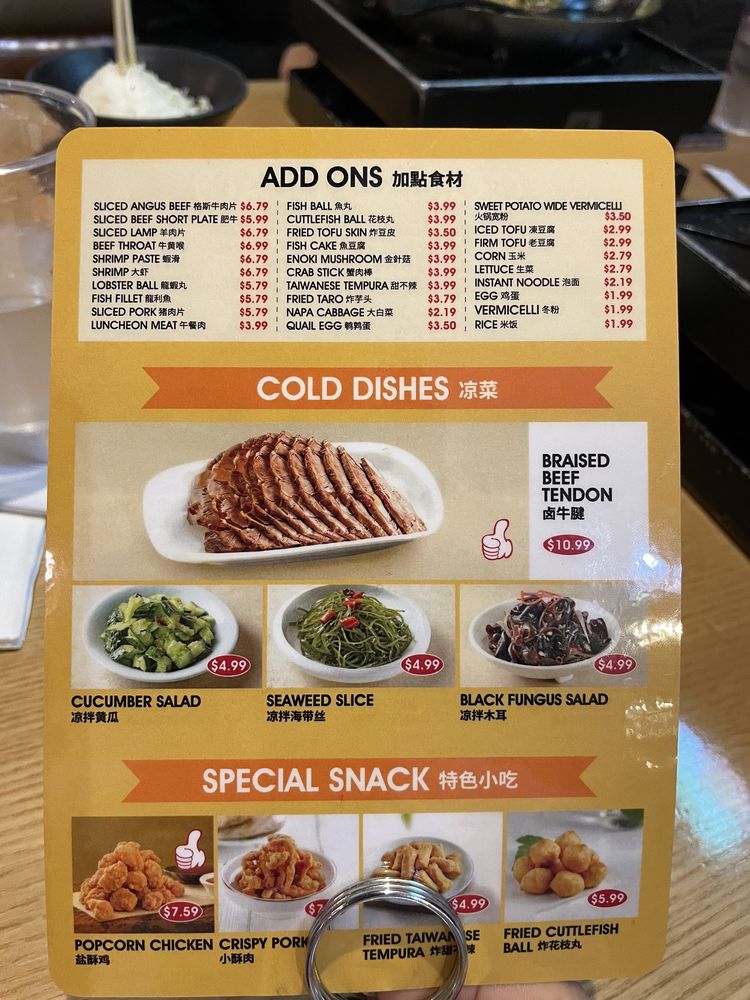 ADD ONS 加點食材
SLICED ANGUS BEEF 格斯牛肉片 $6.79
SLICED BEEF SHORT PLATE 肥牛 $5.99
SLICED LAMP 羊肉片 $6.79
BEEF THROAT 牛黄喉 $6.99
SHRIMP PASTE 蝦滑 $6.79
SHRIMP 大虾 $6.79
LOBSTER BALL 龍蝦丸 $5.79
FISH FILLET 龍利魚 $5.79
SLICED PORK 猪肉片 $5.79
LUNCHEON MEAT 午餐肉 $3.99
FISH BALL 魚丸 $3.99
CUTTLEFISH BALL 花枝丸 $3.99
FRIED TOFU SKIN 炸豆皮 $3.50
FISH CAKE 魚豆腐 $3.99
ENOKI MUSHROOM 金針菇 $3.99
CRAB STICK 蟹肉棒 $3.99
TAIWANESE TEMPURA 甜不辣 $3.99
FRIED TARO 炸芋头 $3.79
NAPA CABBAGE 大白菜 $2.19
QUAIL EGG 鹌鹑蛋 $3.50
SWEET POTATO WIDE VERMICELLI
火锅宽粉 $3.50
ICED TOFU 凍豆腐 $2.99
FIRM TOFU 老豆腐 $2.99
CORN 玉米 $2.79
LETTUCE 生菜 $2.79
INSTANT NOODLE 泡面 $2.19
EGG 鸡蛋 $1.99
VERMICELLI 冬粉 $1.99
RICE 米饭 $1.99
COLD DISHES 凉菜
BRAISED
BEEF
TENDON
卤牛腱
$10.99
$4.99
$4.99
$4.99
CUCUMBER SALAD
凉拌黄瓜
SEAWEED SLICE
凉拌海带丝
BLACK FUNGUS SALAD
凉拌木耳
SPECIAL SNACK 特色小吃
$7.59
$4.99
$5.99
POPCORN CHICKEN
盐酥鸡
CRISPY PORK
小酥肉
FRIED TAIWANESE
TEMPURA 炸甜不辣
FRIED CUTTLEFISH
BALL 炸花枝丸